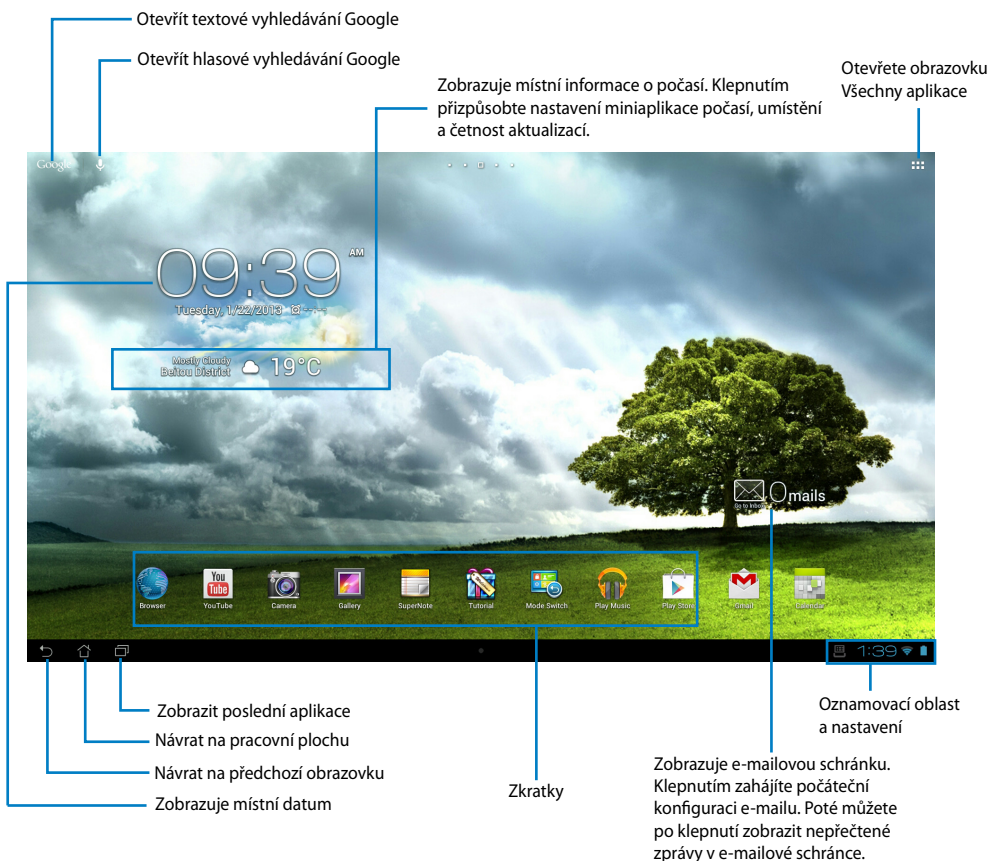 Otevřít textové vyhledávání Google
Otevřít hlasové vyhledávání Google
Zobrazuje místní informace o počasí. Klepnutím
přizpůsobte nastavení miniaplikace počasí, umístění
a četnost aktualizací.
Otevřete obrazovku
Všechny aplikace
Google
09:39 AM
Tuesday, 1/22/2013
Mostly Cloudy
Beitou District
19°C
Go to Inbox
0mails
Browser
YouTube
Camera
Gallery
SuperNote
Tutorial
Mode Switch
Play Music
Play Store
Gmail
Calendar
1:39
Zobrazit poslední aplikace
Návrat na pracovní plochu
Návrat na předchozí obrazovku
Zobrazuje místní datum
Zkratky
Oznamovací oblast
a nastavení
Zobrazuje e-mailovou schránku.
Klepnutím zahájíte počáteční
konfiguraci e-mailu. Poté můžete
po klepnutí zobrazit nepřečtené
zprávy v e-mailové schránce.